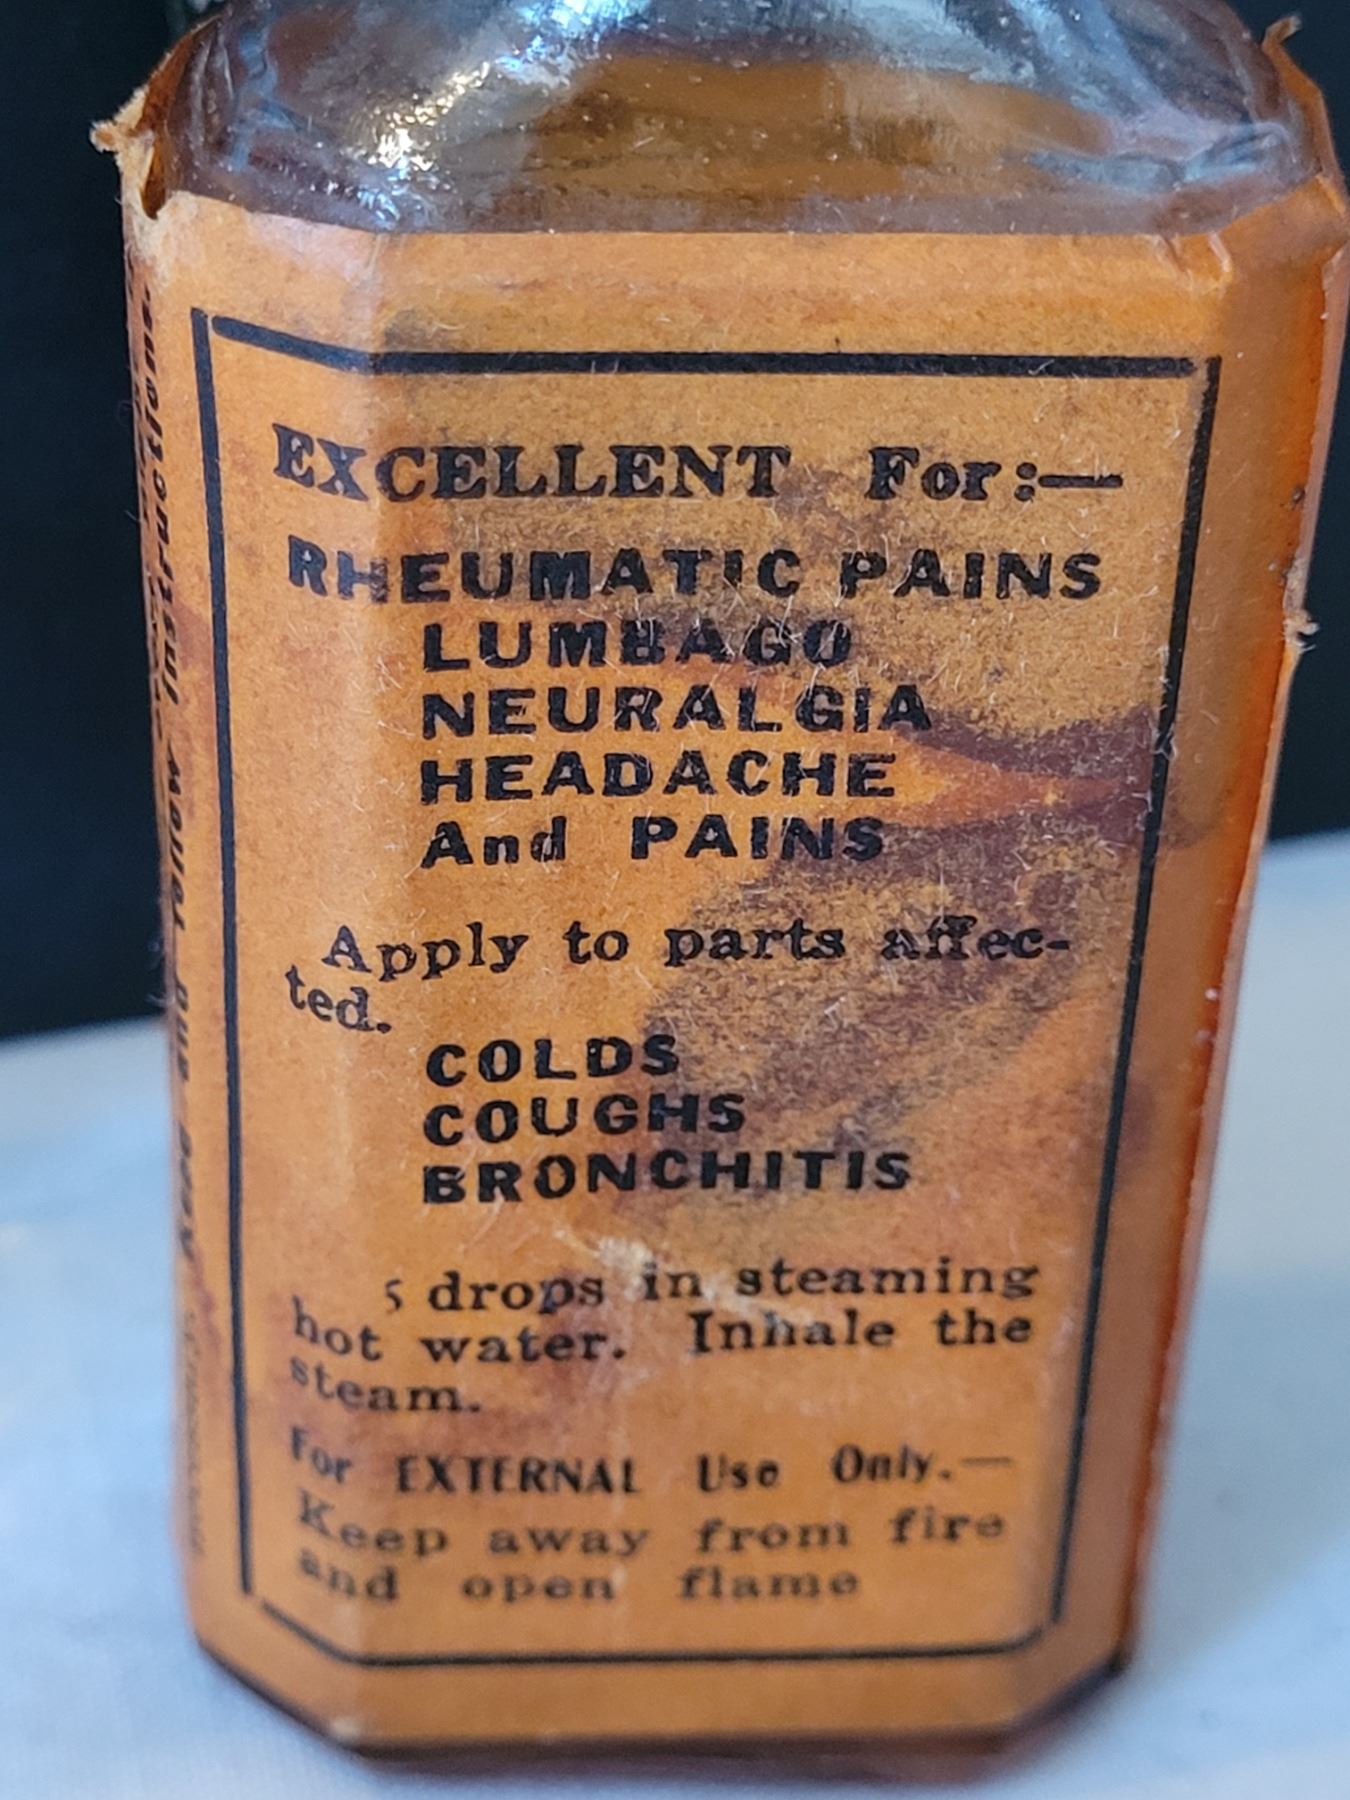 EXCELLENT For:—
RHEUMATIC PAINS
LUMBAGO
NEURALGIA
HEADACHE
And PAINS
Apply to parts affec-
ted.
COLDS
COUGHS
BRONCHITIS
5 drops in steaming
hot water. Inhale the
steam.
For EXTERNAL Use Only.—
Keep away from fire
and open flame